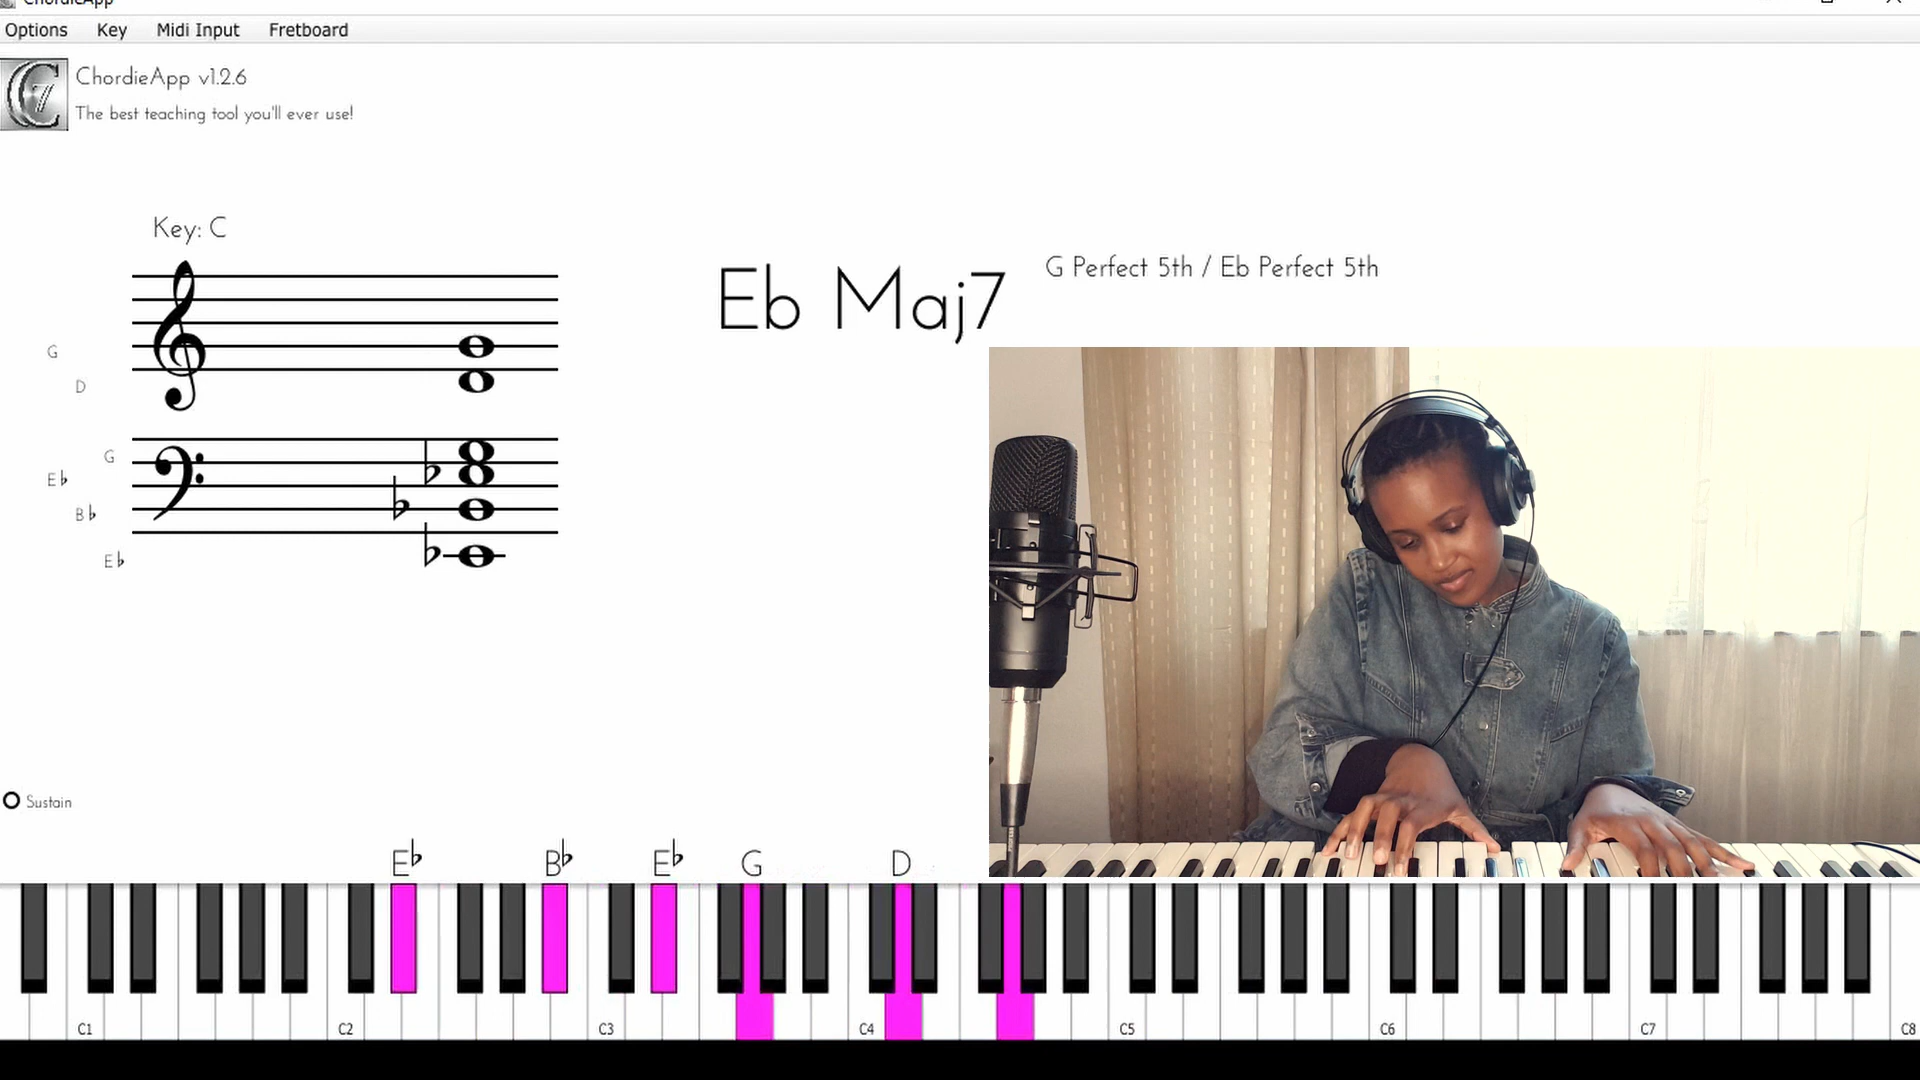 ChordieApp
Options Key Midi Input Fretboard
ChordieApp v1.2.6
The best teaching tool you'll ever use!
Key: C
Eb Maj7
G Perfect 5th / Eb Perfect 5th
G
D
G
E♭
B♭
E♭
Sustain
E♭ B♭ E♭ G D
C1 C2 C3 C4 C5 C6 C7 C8